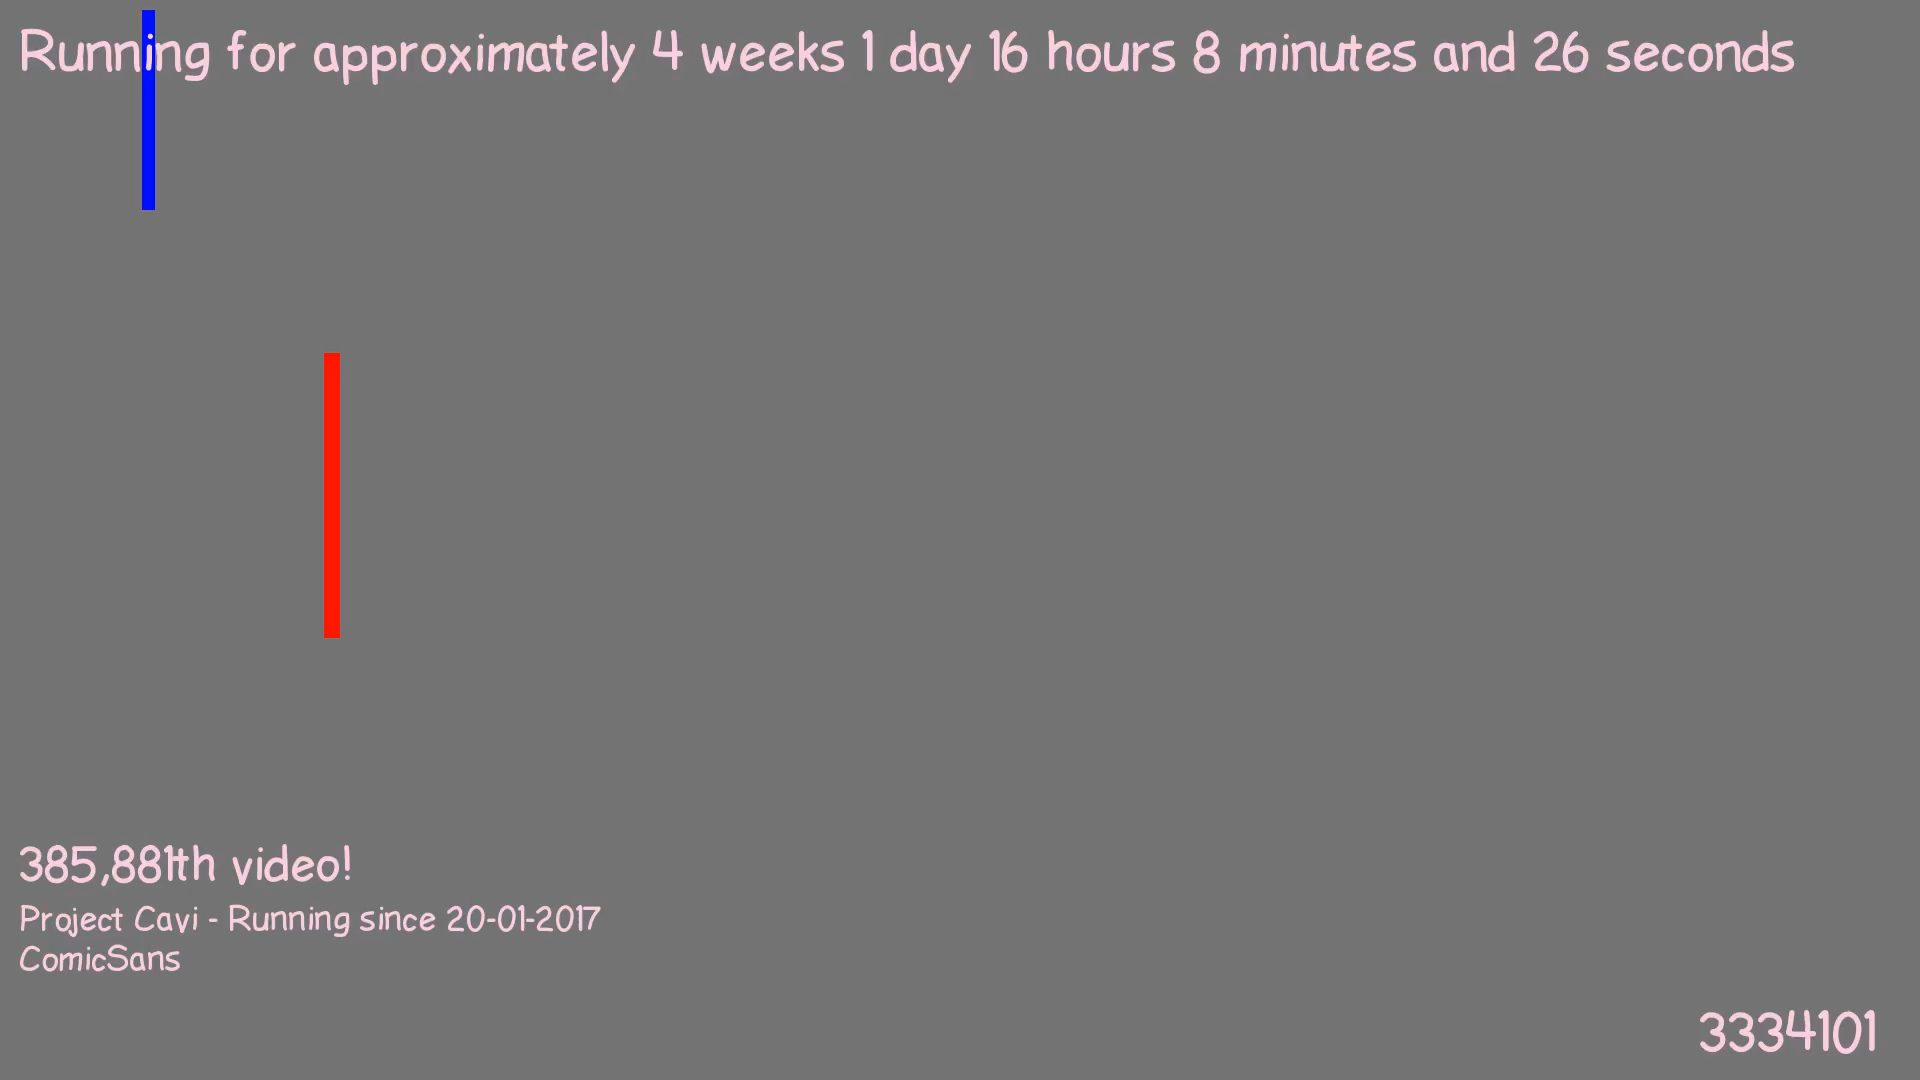 Running for approximately 4 weeks 1 day 16 hours 8 minutes and 26 seconds
385,881th video!
Project Cavi - Running since 20-01-2017
ComicSans
3334101